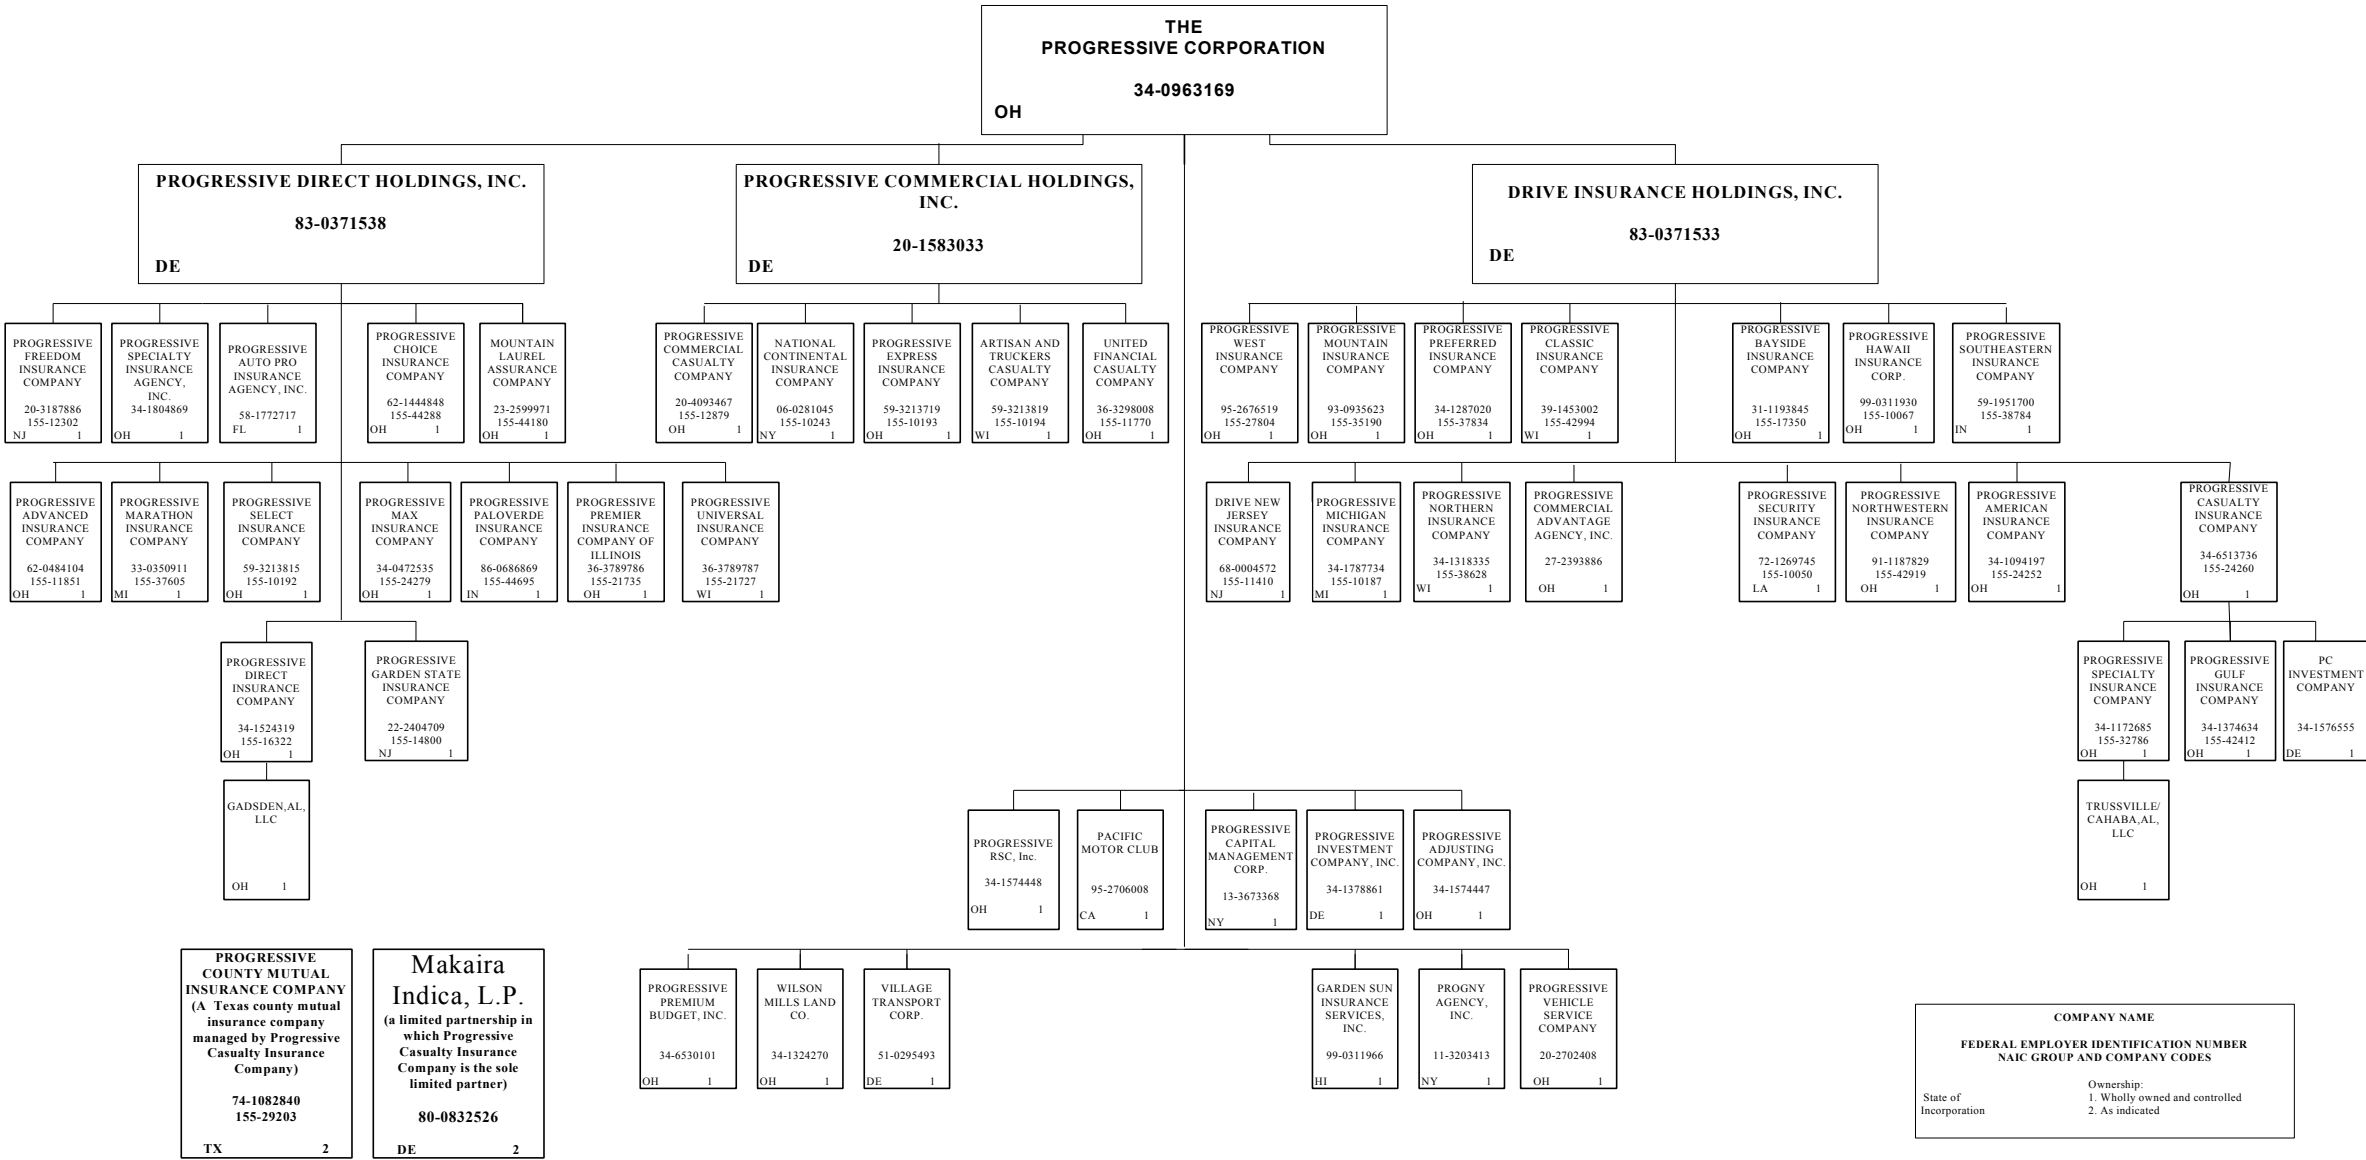 THE
PROGRESSIVE CORPORATION
34-0963169
OH
PROGRESSIVE DIRECT HOLDINGS, INC.
83-0371538
DE
PROGRESSIVE COMMERCIAL HOLDINGS,
INC.
20-1583033
DE
DRIVE INSURANCE HOLDINGS, INC.
83-0371533
DE
PROGRESSIVE
FREEDOM
INSURANCE
COMPANY
20-3187886
155-12302
NJ 1
PROGRESSIVE
SPECIALTY
INSURANCE
AGENCY,
INC.
34-1804869
OH 1
PROGRESSIVE
AUTO PRO
INSURANCE
AGENCY, INC.
58-1772717
FL 1
PROGRESSIVE
CHOICE
INSURANCE
COMPANY
62-1444848
155-44288
OH 1
MOUNTAIN
LAUREL
ASSURANCE
COMPANY
23-2599971
155-44180
OH 1
PROGRESSIVE
COMMERCIAL
CASUALTY
COMPANY
20-4093467
155-12879
OH 1
NATIONAL
CONTINENTAL
INSURANCE
COMPANY
06-0281045
155-10243
NY 1
PROGRESSIVE
EXPRESS
INSURANCE
COMPANY
59-3213719
155-10193
OH 1
ARTISAN AND
TRUCKERS
CASUALTY
COMPANY
59-3213819
155-10194
WI 1
UNITED
FINANCIAL
CASUALTY
COMPANY
36-3298008
155-11770
OH 1
PROGRESSIVE
WEST
INSURANCE
COMPANY
95-2676519
155-27804
OH 1
PROGRESSIVE
MOUNTAIN
INSURANCE
COMPANY
93-0935623
155-35190
OH 1
PROGRESSIVE
PREFERRED
INSURANCE
COMPANY
34-1287020
155-37834
OH 1
PROGRESSIVE
CLASSIC
INSURANCE
COMPANY
39-1453002
155-42994
WI 1
PROGRESSIVE
BAYSIDE
INSURANCE
COMPANY
31-1193845
155-17350
OH 1
PROGRESSIVE
HAWAII
INSURANCE
CORP.
99-0311930
155-10067
OH 1
PROGRESSIVE
SOUTHEASTERN
INSURANCE
COMPANY
59-1951700
155-38784
IN 1
PROGRESSIVE
ADVANCED
INSURANCE
COMPANY
62-0484104
155-11851
OH 1
PROGRESSIVE
MARATHON
INSURANCE
COMPANY
33-0350911
155-37605
MI 1
PROGRESSIVE
SELECT
INSURANCE
COMPANY
59-3213815
155-10192
OH 1
PROGRESSIVE
MAX
INSURANCE
COMPANY
34-0472535
155-24279
OH 1
PROGRESSIVE
PALOVERDE
INSURANCE
COMPANY
86-0686869
155-44695
IN 1
PROGRESSIVE
PREMIER
INSURANCE
COMPANY OF
ILLINOIS
36-3789786
155-21735
OH 1
PROGRESSIVE
UNIVERSAL
INSURANCE
COMPANY
36-3789787
155-21727
WI 1
DRIVE NEW
JERSEY
INSURANCE
COMPANY
68-0004572
155-11410
NJ 1
PROGRESSIVE
MICHIGAN
INSURANCE
COMPANY
34-1787734
155-10187
MI 1
PROGRESSIVE
NORTHERN
INSURANCE
COMPANY
34-1318335
155-38628
WI 1
PROGRESSIVE
COMMERCIAL
ADVANTAGE
AGENCY, INC.
27-2393886
OH 1
PROGRESSIVE
SECURITY
INSURANCE
COMPANY
72-1269745
155-10050
LA 1
PROGRESSIVE
NORTHWESTERN
INSURANCE
COMPANY
91-1187829
155-42919
OH 1
PROGRESSIVE
AMERICAN
INSURANCE
COMPANY
34-1094197
155-24252
OH 1
PROGRESSIVE
CASUALTY
INSURANCE
COMPANY
34-6513736
155-24260
OH 1
PROGRESSIVE
DIRECT
INSURANCE
COMPANY
34-1524319
155-16322
OH 1
PROGRESSIVE
GARDEN STATE
INSURANCE
COMPANY
22-2404709
155-14800
NJ 1
PROGRESSIVE
SPECIALTY
INSURANCE
COMPANY
34-1172685
155-32786
OH 1
PROGRESSIVE
GULF
INSURANCE
COMPANY
34-1374634
155-42412
OH 1
PC
INVESTMENT
COMPANY
34-1576555
DE 1
GADSDEN,AL,
LLC
OH 1
TRUSSVILLE/
CAHABA,AL,
LLC
OH 1
PROGRESSIVE
RSC, Inc.
34-1574448
OH 1
PACIFIC
MOTOR CLUB
95-2706008
CA 1
PROGRESSIVE
CAPITAL
MANAGEMENT
CORP.
13-3673368
NY 1
PROGRESSIVE
INVESTMENT
COMPANY, INC.
34-1378861
DE 1
PROGRESSIVE
ADJUSTING
COMPANY, INC.
34-1574447
OH 1
PROGRESSIVE
COUNTY MUTUAL
INSURANCE COMPANY
(A Texas county mutual
insurance company
managed by Progressive
Casualty Insurance
Company)
74-1082840
155-29203
TX 2
Makaira
Indica, L.P.
(a limited partnership in
which Progressive
Casualty Insurance
Company is the sole
limited partner)
80-0832526
DE 2
PROGRESSIVE
PREMIUM
BUDGET, INC.
34-6530101
OH 1
WILSON
MILLS LAND
CO.
34-1324270
OH 1
VILLAGE
TRANSPORT
CORP.
51-0295493
DE 1
GARDEN SUN
INSURANCE
SERVICES,
INC.
99-0311966
HI 1
PROGNY
AGENCY,
INC.
11-3203413
NY 1
PROGRESSIVE
VEHICLE
SERVICE
COMPANY
20-2702408
OH 1
COMPANY NAME
FEDERAL EMPLOYER IDENTIFICATION NUMBER
NAIC GROUP AND COMPANY CODES
Ownership:
State of 1. Wholly owned and controlled
Incorporation 2. As indicated